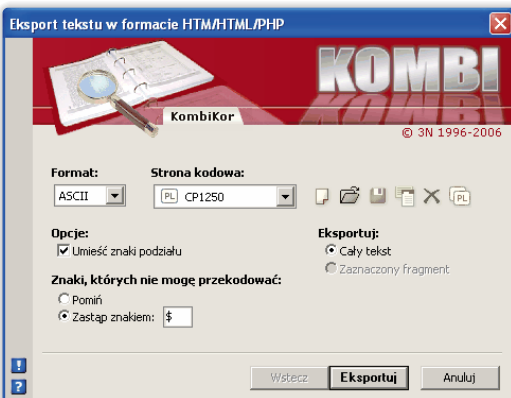 Eksport tekstu w formacie HTM/HTML/PHP
KOMBI
KombiKor
© 3N 1996-2006
Format: Strona kodowa:
ASCII PL CP1250 PL
Opcje: Eksportuj:
Umieść znaki podziału Cały tekst
Zaznaczony fragment
Znaki, których nie mogę przekodować:
Pomiń
Zastąp znakiem: $
Wstecz Eksportuj Anuluj